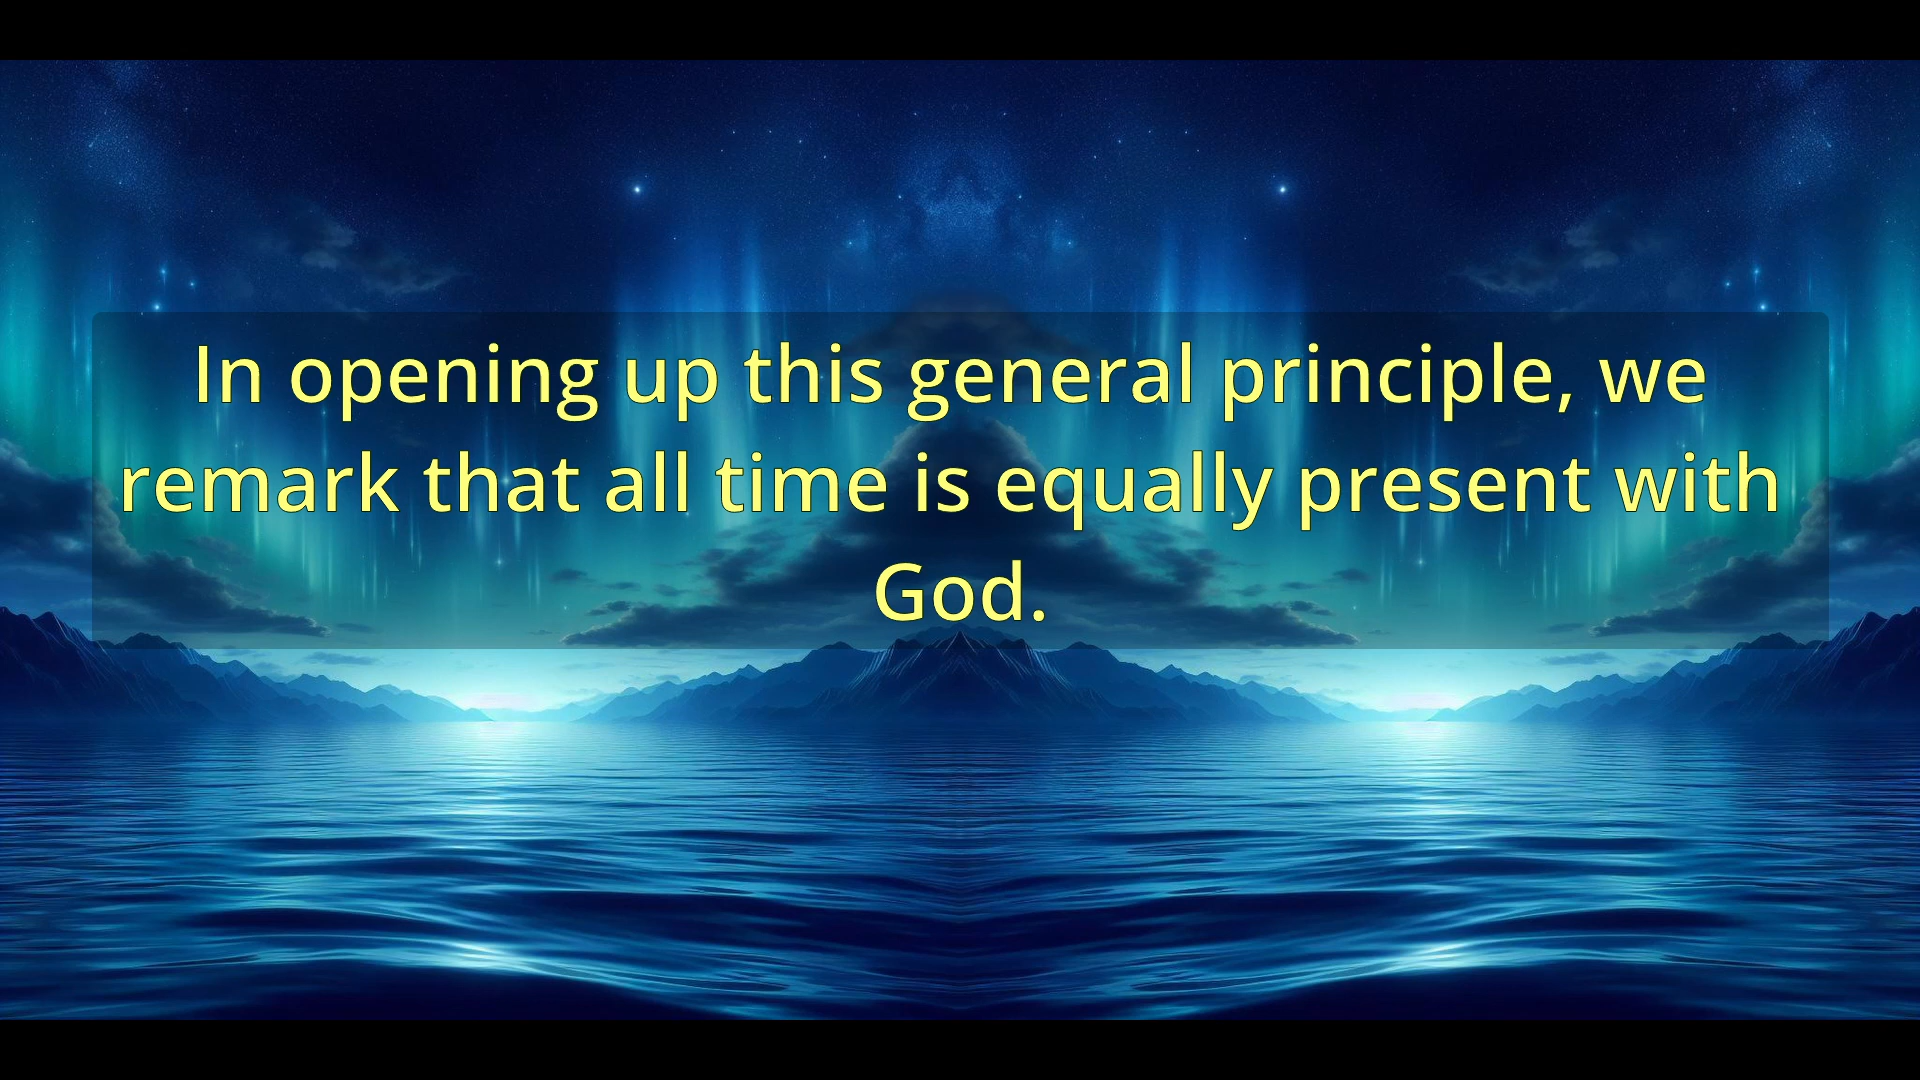 In opening up this general principle, we
remark that all time is equally present with
God.